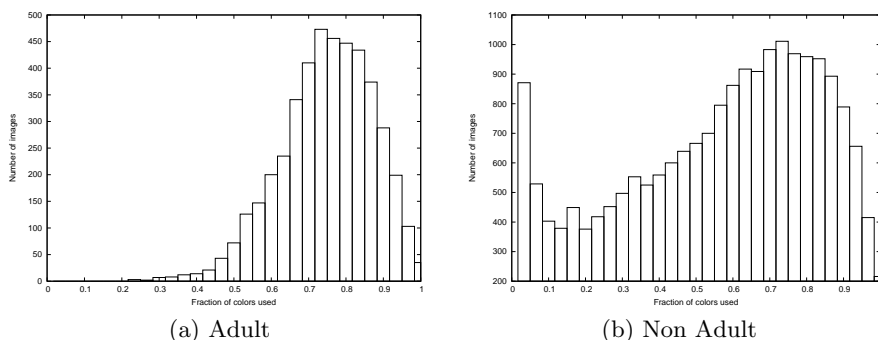 500
450
400
350
300
250
200
150
100
50
0
Number of images
0 0.1 0.2 0.3 0.4 0.5 0.6 0.7 0.8 0.9 1
Fraction of colors used
(a) Adult
1100
1000
900
800
700
600
500
400
300
200
Number of images
0 0.1 0.2 0.3 0.4 0.5 0.6 0.7 0.8 0.9
Fraction of colors used
(b) Non Adult